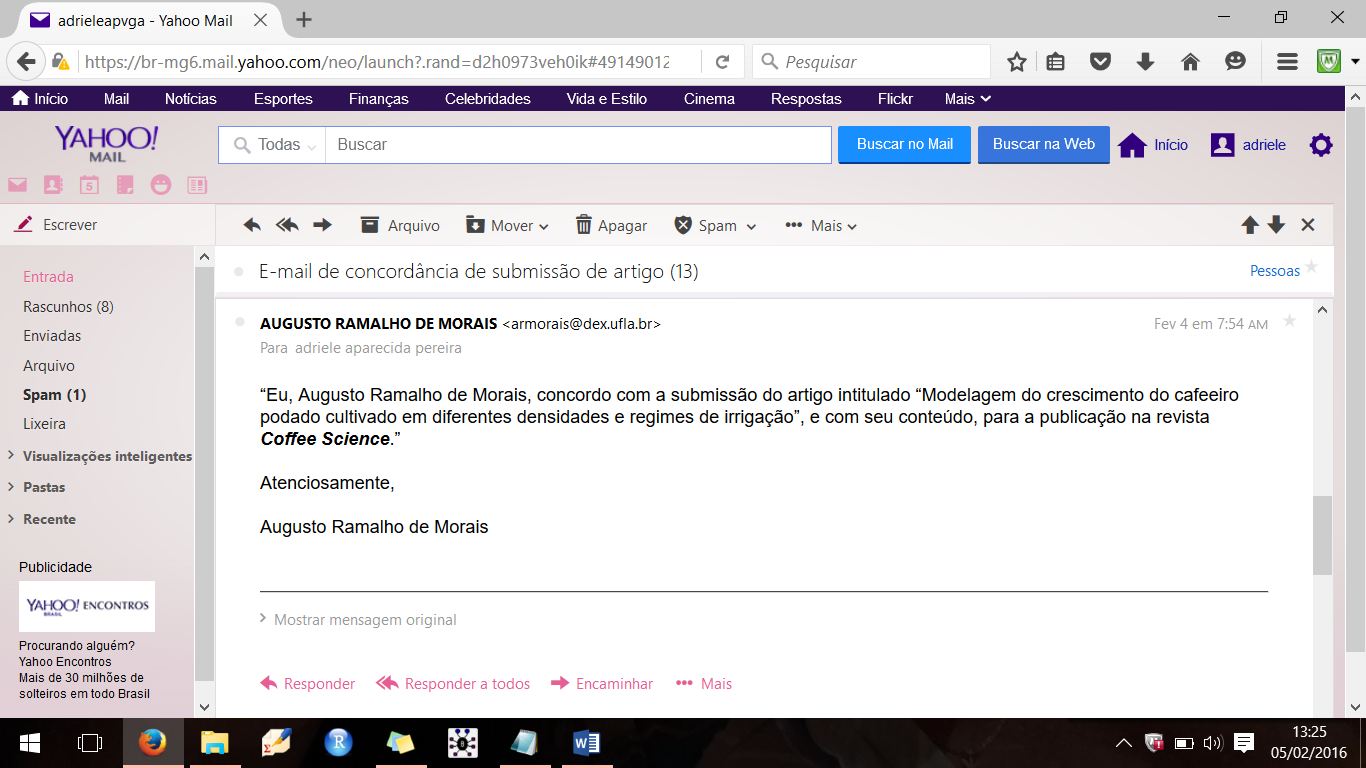 adrieleapvga - Yahoo Mail
https://br-mg6.mail.yahoo.com/neo/launch?.rand=d2h0973veh0ik#49149012
Pesquisar
Início Mail Notícias Esportes Finanças Celebridades Vida e Estilo Cinema Respostas Flickr Mais
YAHOO!
MAIL
Todas Buscar Buscar no Mail Buscar na Web Início adriele
5
Escrever
Arquivo Mover Apagar Spam Mais
E-mail de concordância de submissão de artigo (13) Pessoas
Entrada
Rascunhos (8)
Enviadas
Arquivo
Spam (1)
Lixeira
Visualizações inteligentes
Pastas
Recente
Publicidade
YAHOO! ENCONTROS
BRASIL
Procurando alguém?
Yahoo Encontros
Mais de 30 milhões de
solteiros em todo Brasil
AUGUSTO RAMALHO DE MORAIS <armorais@dex.ufla.br> Fev 4 em 7:54 AM
Para adriele aparecida pereira
“Eu, Augusto Ramalho de Morais, concordo com a submissão do artigo intitulado “Modelagem do crescimento do cafeeiro
podado cultivado em diferentes densidades e regimes de irrigação”, e com seu conteúdo, para a publicação na revista
Coffee Science.”
Atenciosamente,
Augusto Ramalho de Morais
Mostrar mensagem original
Responder Responder a todos Encaminhar Mais
13:25
05/02/2016